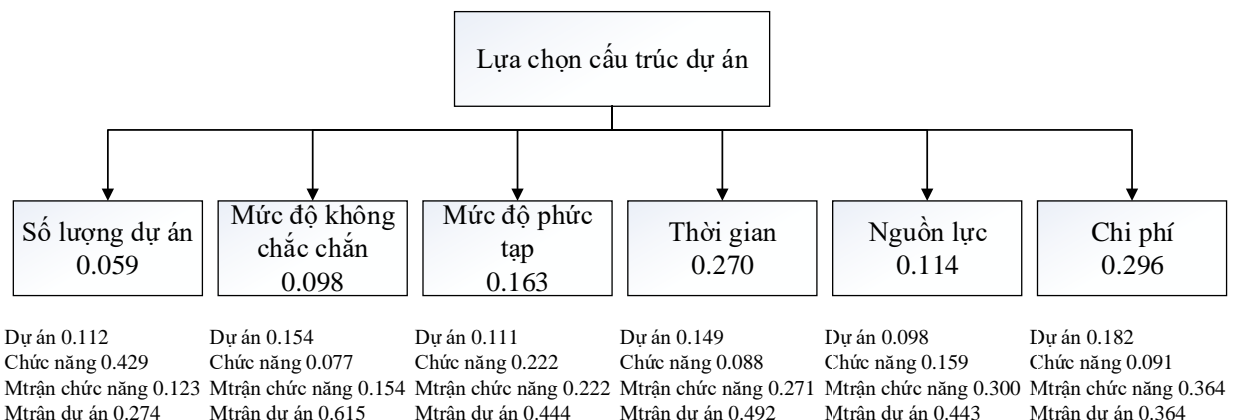 Lựa chọn cấu trúc dự án
Số lượng dự án
0.059
Mức độ không
chắc chắn
0.098
Mức độ phức
tạp
0.163
Thời gian
0.270
Nguồn lực
0.114
Chi phí
0.296
Dự án 0.112
Chức năng 0.429
Mtrận chức năng 0.123
Mtrận dự án 0.274
Dự án 0.154
Chức năng 0.077
Mtrận chức năng 0.154
Mtrận dự án 0.615
Dự án 0.111
Chức năng 0.222
Mtrận chức năng 0.222
Mtrận dự án 0.444
Dự án 0.149
Chức năng 0.088
Mtrận chức năng 0.271
Mtrận dự án 0.492
Dự án 0.098
Chức năng 0.159
Mtrận chức năng 0.300
Mtrận dự án 0.443
Dự án 0.182
Chức năng 0.091
Mtrận chức năng 0.364
Mtrận dự án 0.364